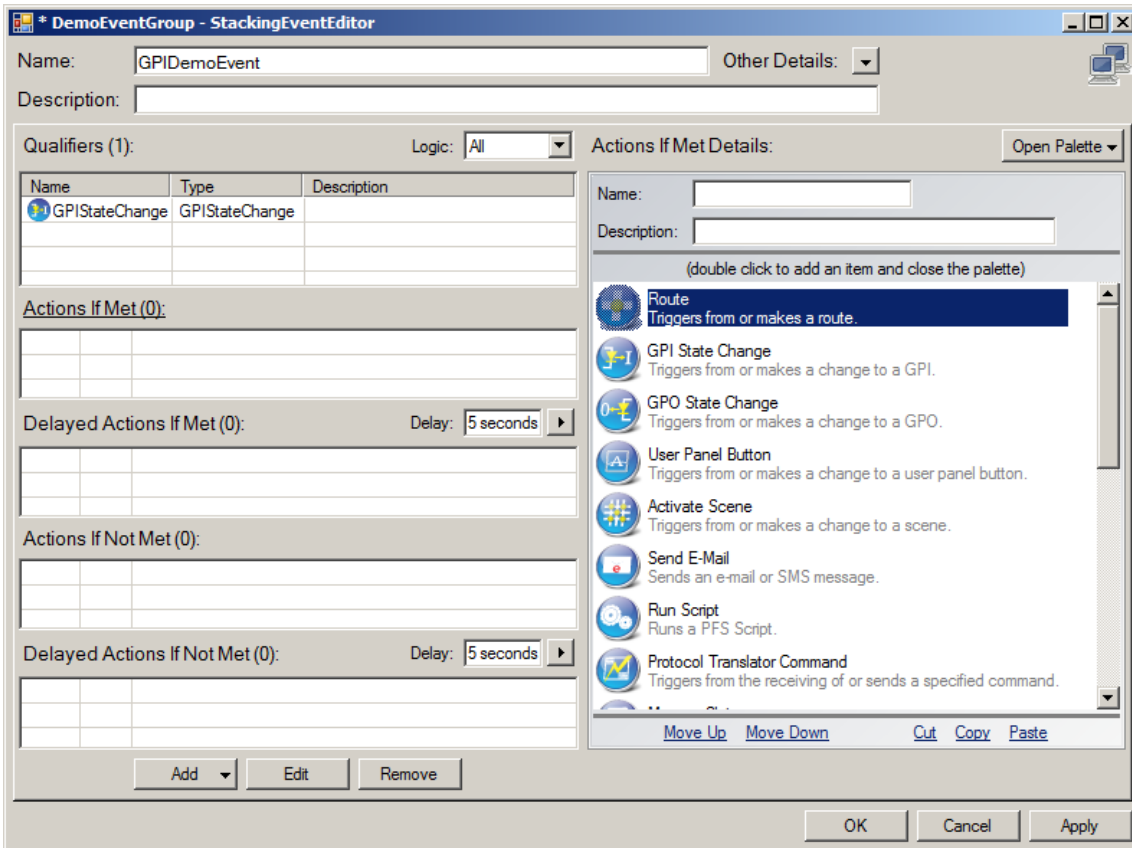 * DemoEventGroup - StackingEventEditor
Name: GPIDemoEvent Other Details:
Description:
Qualifiers (1): Logic: All
Name Type Description
GPIStateChange GPIStateChange
Actions If Met (0):
Delayed Actions If Met (0): Delay: 5 seconds
Actions If Not Met (0):
Delayed Actions If Not Met (0): Delay: 5 seconds
Add Edit Remove
Actions If Met Details: Open Palette
Name:
Description:
(double click to add an item and close the palette)
Route
Triggers from or makes a route.
GPI State Change
Triggers from or makes a change to a GPI.
GPO State Change
Triggers from or makes a change to a GPO.
User Panel Button
Triggers from or makes a change to a user panel button.
Activate Scene
Triggers from or makes a change to a scene.
Send E-Mail
Sends an e-mail or SMS message.
Run Script
Runs a PFS Script.
Protocol Translator Command
Triggers from the receiving of or sends a specified command.
Move Up Move Down Cut Copy Paste
OK Cancel Apply